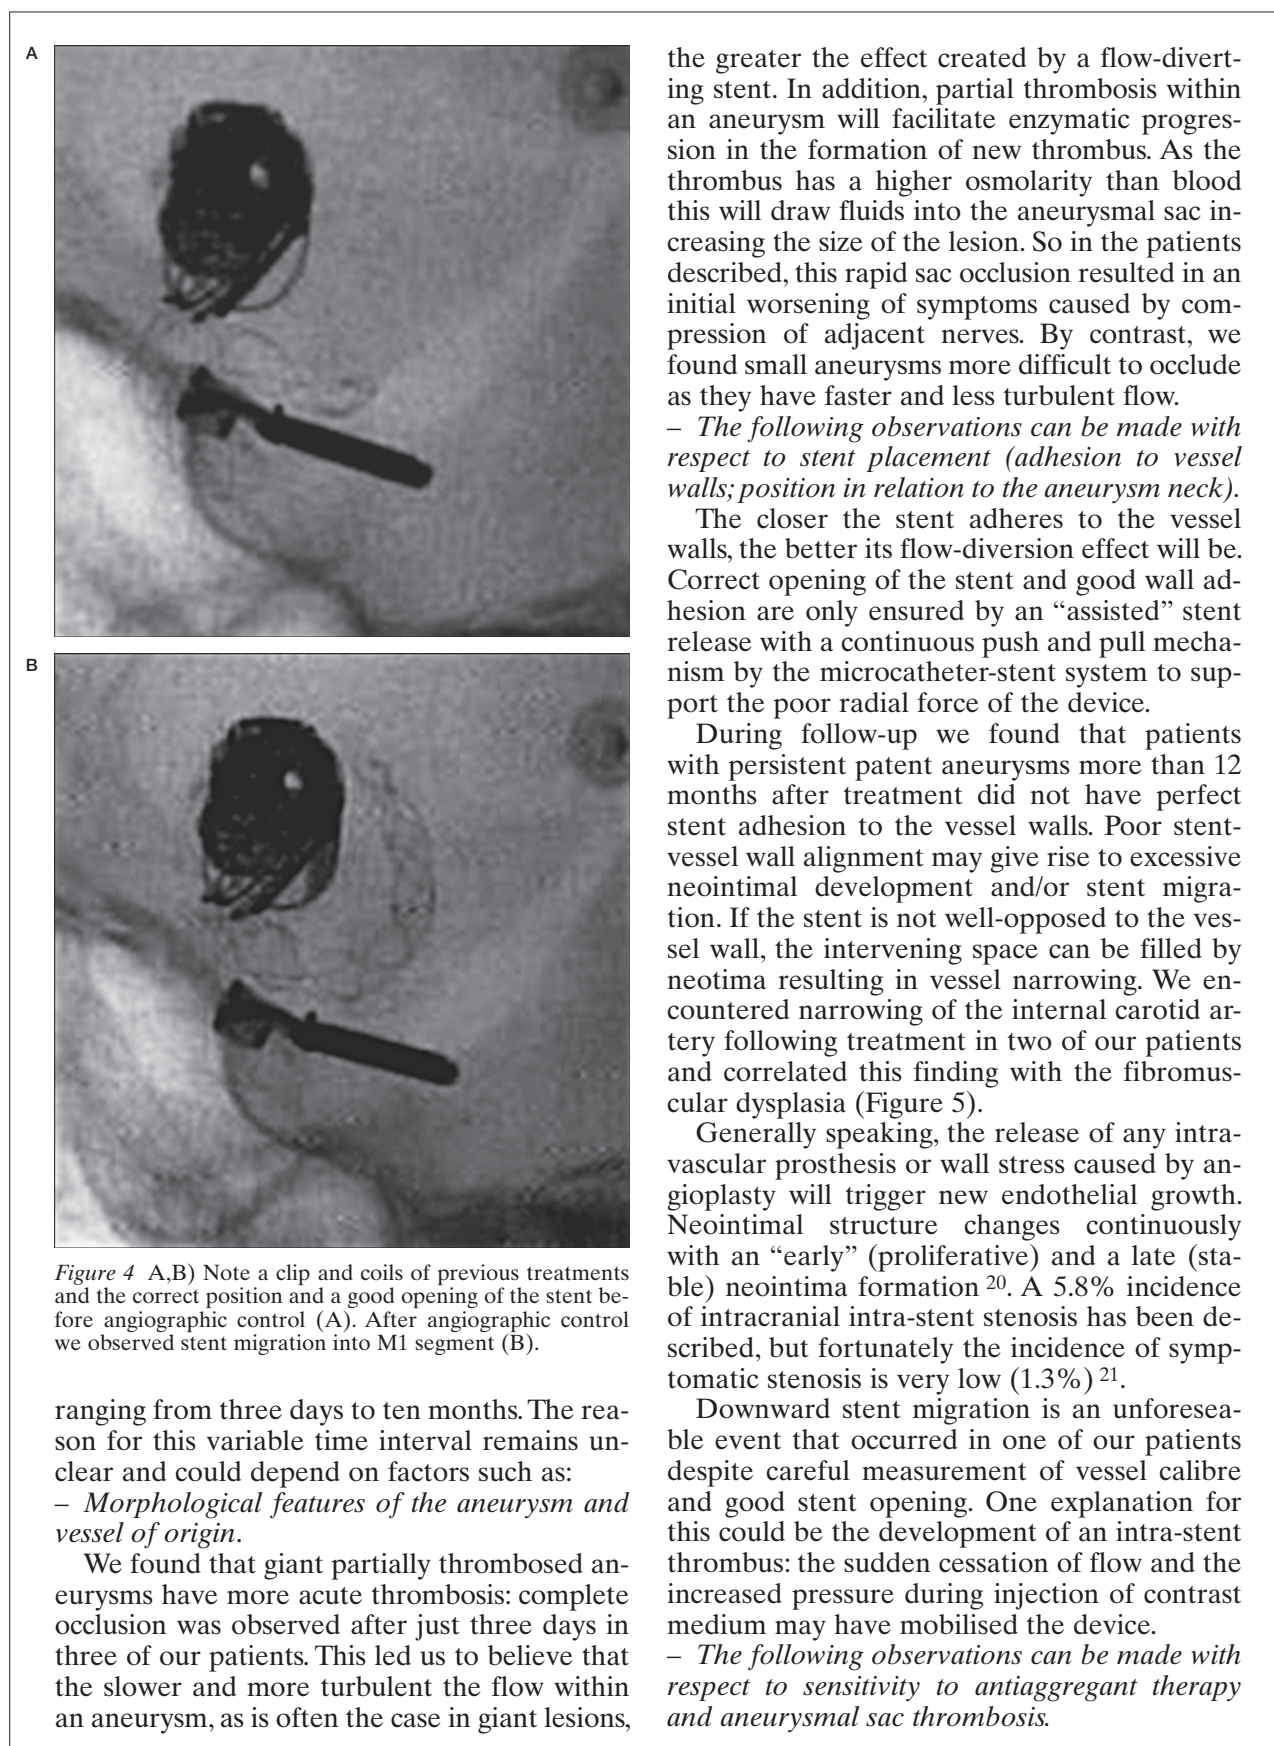 A
B
Figure 4 A,B) Note a clip and coils of previous treatments
and the correct position and a good opening of the stent be-
fore angiographic control (A). After angiographic control
we observed stent migration into M1 segment (B).
ranging from three days to ten months. The rea-
son for this variable time interval remains un-
clear and could depend on factors such as:
– Morphological features of the aneurysm and
vessel of origin.
We found that giant partially thrombosed an-
eurysms have more acute thrombosis: complete
occlusion was observed after just three days in
three of our patients. This led us to believe that
the slower and more turbulent the flow within
an aneurysm, as is often the case in giant lesions,
the greater the effect created by a flow-divert-
ing stent. In addition, partial thrombosis within
an aneurysm will facilitate enzymatic progres-
sion in the formation of new thrombus. As the
thrombus has a higher osmolarity than blood
this will draw fluids into the aneurysmal sac in-
creasing the size of the lesion. So in the patients
described, this rapid sac occlusion resulted in an
initial worsening of symptoms caused by com-
pression of adjacent nerves. By contrast, we
found small aneurysms more difficult to occlude
as they have faster and less turbulent flow.
– The following observations can be made with
respect to stent placement (adhesion to vessel
walls; position in relation to the aneurysm neck).
The closer the stent adheres to the vessel
walls, the better its flow-diversion effect will be.
Correct opening of the stent and good wall ad-
hesion are only ensured by an “assisted” stent
release with a continuous push and pull mecha-
nism by the microcatheter-stent system to sup-
port the poor radial force of the device.
During follow-up we found that patients
with persistent patent aneurysms more than 12
months after treatment did not have perfect
stent adhesion to the vessel walls. Poor stent-
vessel wall alignment may give rise to excessive
neointimal development and/or stent migra-
tion. If the stent is not well-opposed to the ves-
sel wall, the intervening space can be filled by
neotima resulting in vessel narrowing. We en-
countered narrowing of the internal carotid ar-
tery following treatment in two of our patients
and correlated this finding with the fibromus-
cular dysplasia (Figure 5).
Generally speaking, the release of any intra-
vascular prosthesis or wall stress caused by an-
gioplasty will trigger new endothelial growth.
Neointimal structure changes continuously
with an “early” (proliferative) and a late (sta-
ble) neointima formation 20. A 5.8% incidence
of intracranial intra-stent stenosis has been de-
scribed, but fortunately the incidence of symp-
tomatic stenosis is very low (1.3%) 21.
Downward stent migration is an unforesea-
ble event that occurred in one of our patients
despite careful measurement of vessel calibre
and good stent opening. One explanation for
this could be the development of an intra-stent
thrombus: the sudden cessation of flow and the
increased pressure during injection of contrast
medium may have mobilised the device.
– The following observations can be made with
respect to sensitivity to antiaggregant therapy
and aneurysmal sac thrombosis.